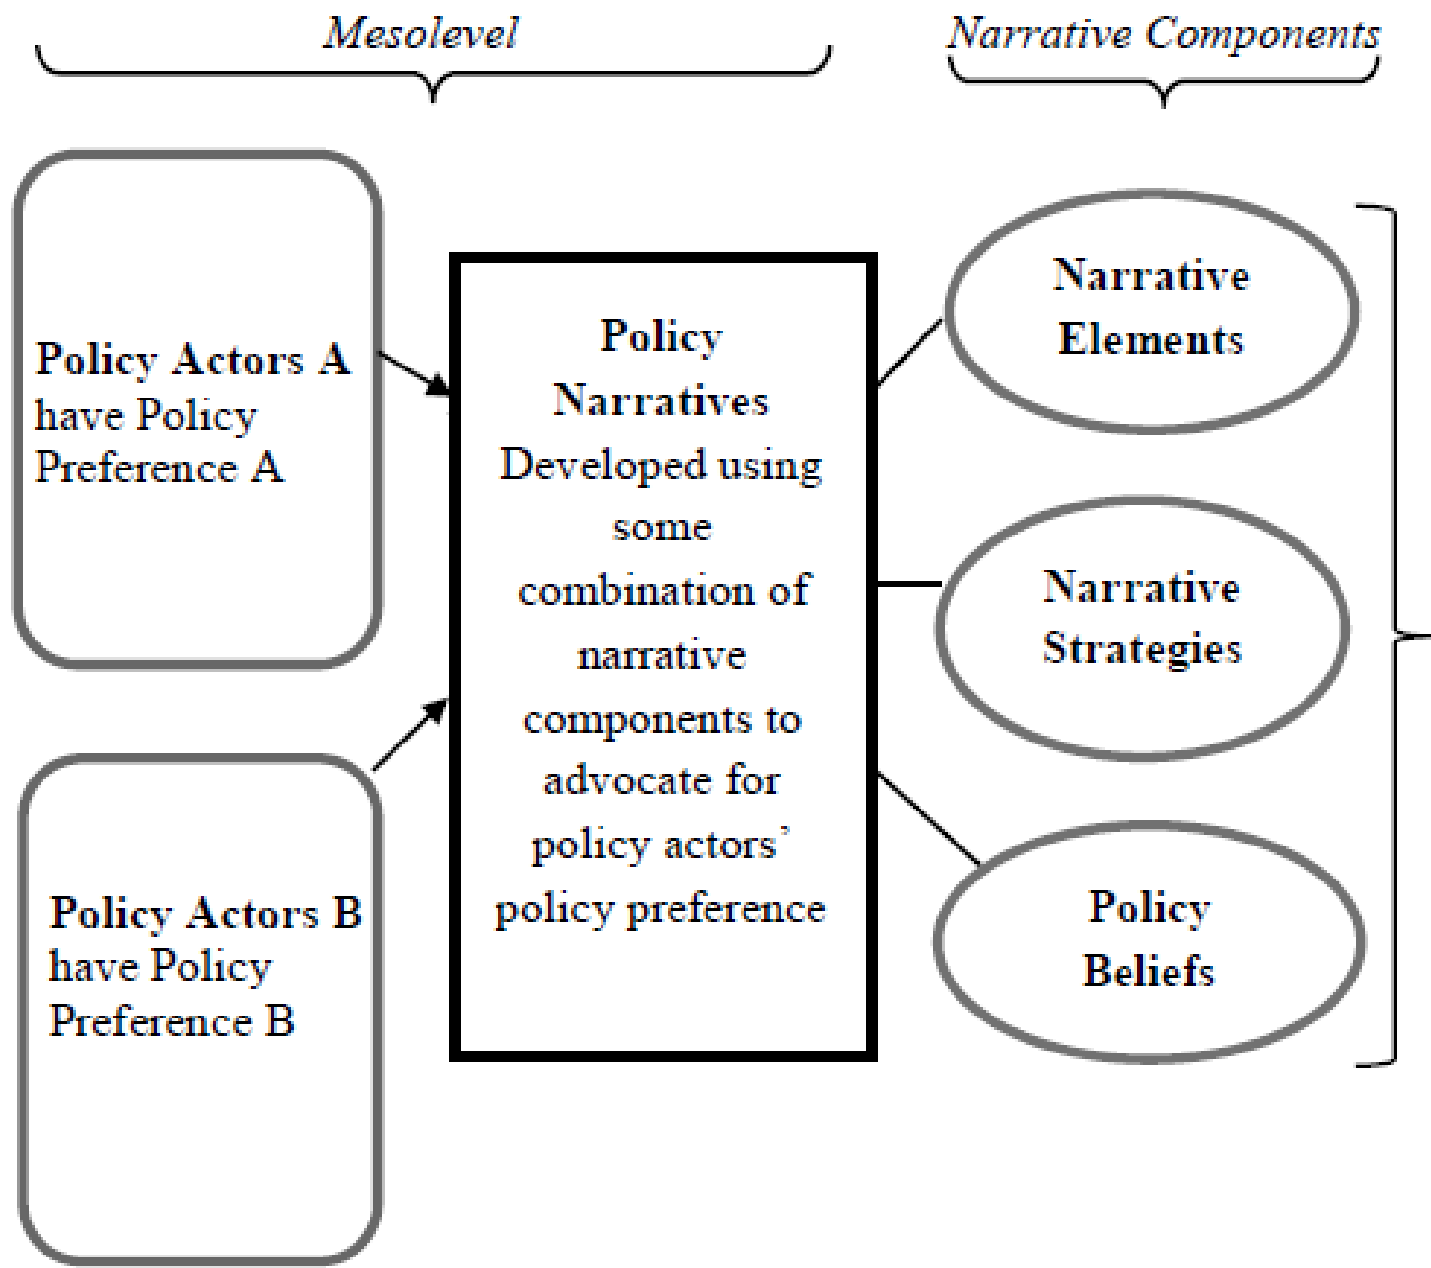 Mesolevel
Narrative Components
Policy Actors A
have Policy
Preference A
Policy Actors B
have Policy
Preference B
Policy
Narratives
Developed using
some
combination of
narrative
components to
advocate for
policy actors’
policy preference
Narrative
Elements
Narrative
Strategies
Policy
Beliefs